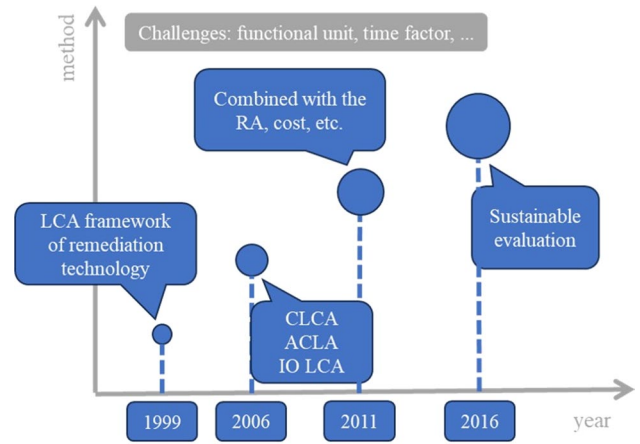 Challenges: functional unit, time factor, ...
method
Combined with the
RA, cost, etc.
LCA framework
of remediation
technology
Sustainable
evaluation
CLCA
ACLA
IO LCA
1999
2006
2011
2016
year